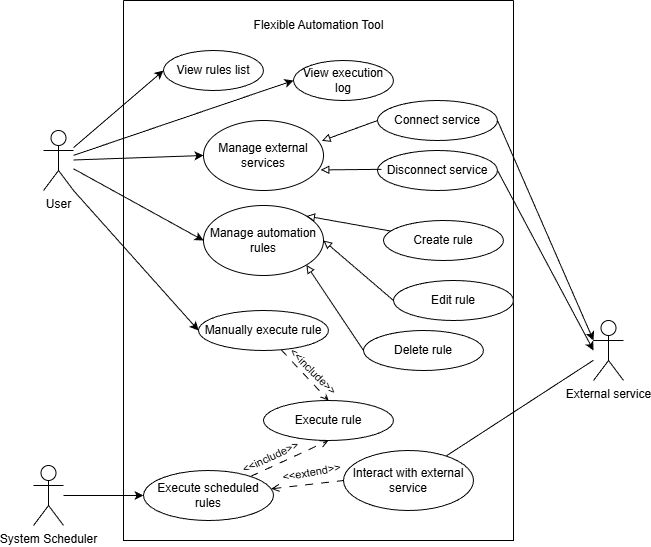 Flexible Automation Tool
View rules list
View execution
log
Connect service
Manage external
services
Disconnect service
User
Manage automation
rules
Create rule
Edit rule
Manually execute rule
Delete rule
<<include>>
External service
Execute rule
<<include>>
<<extend>>
Interact with external
service
Execute scheduled
rules
System Scheduler